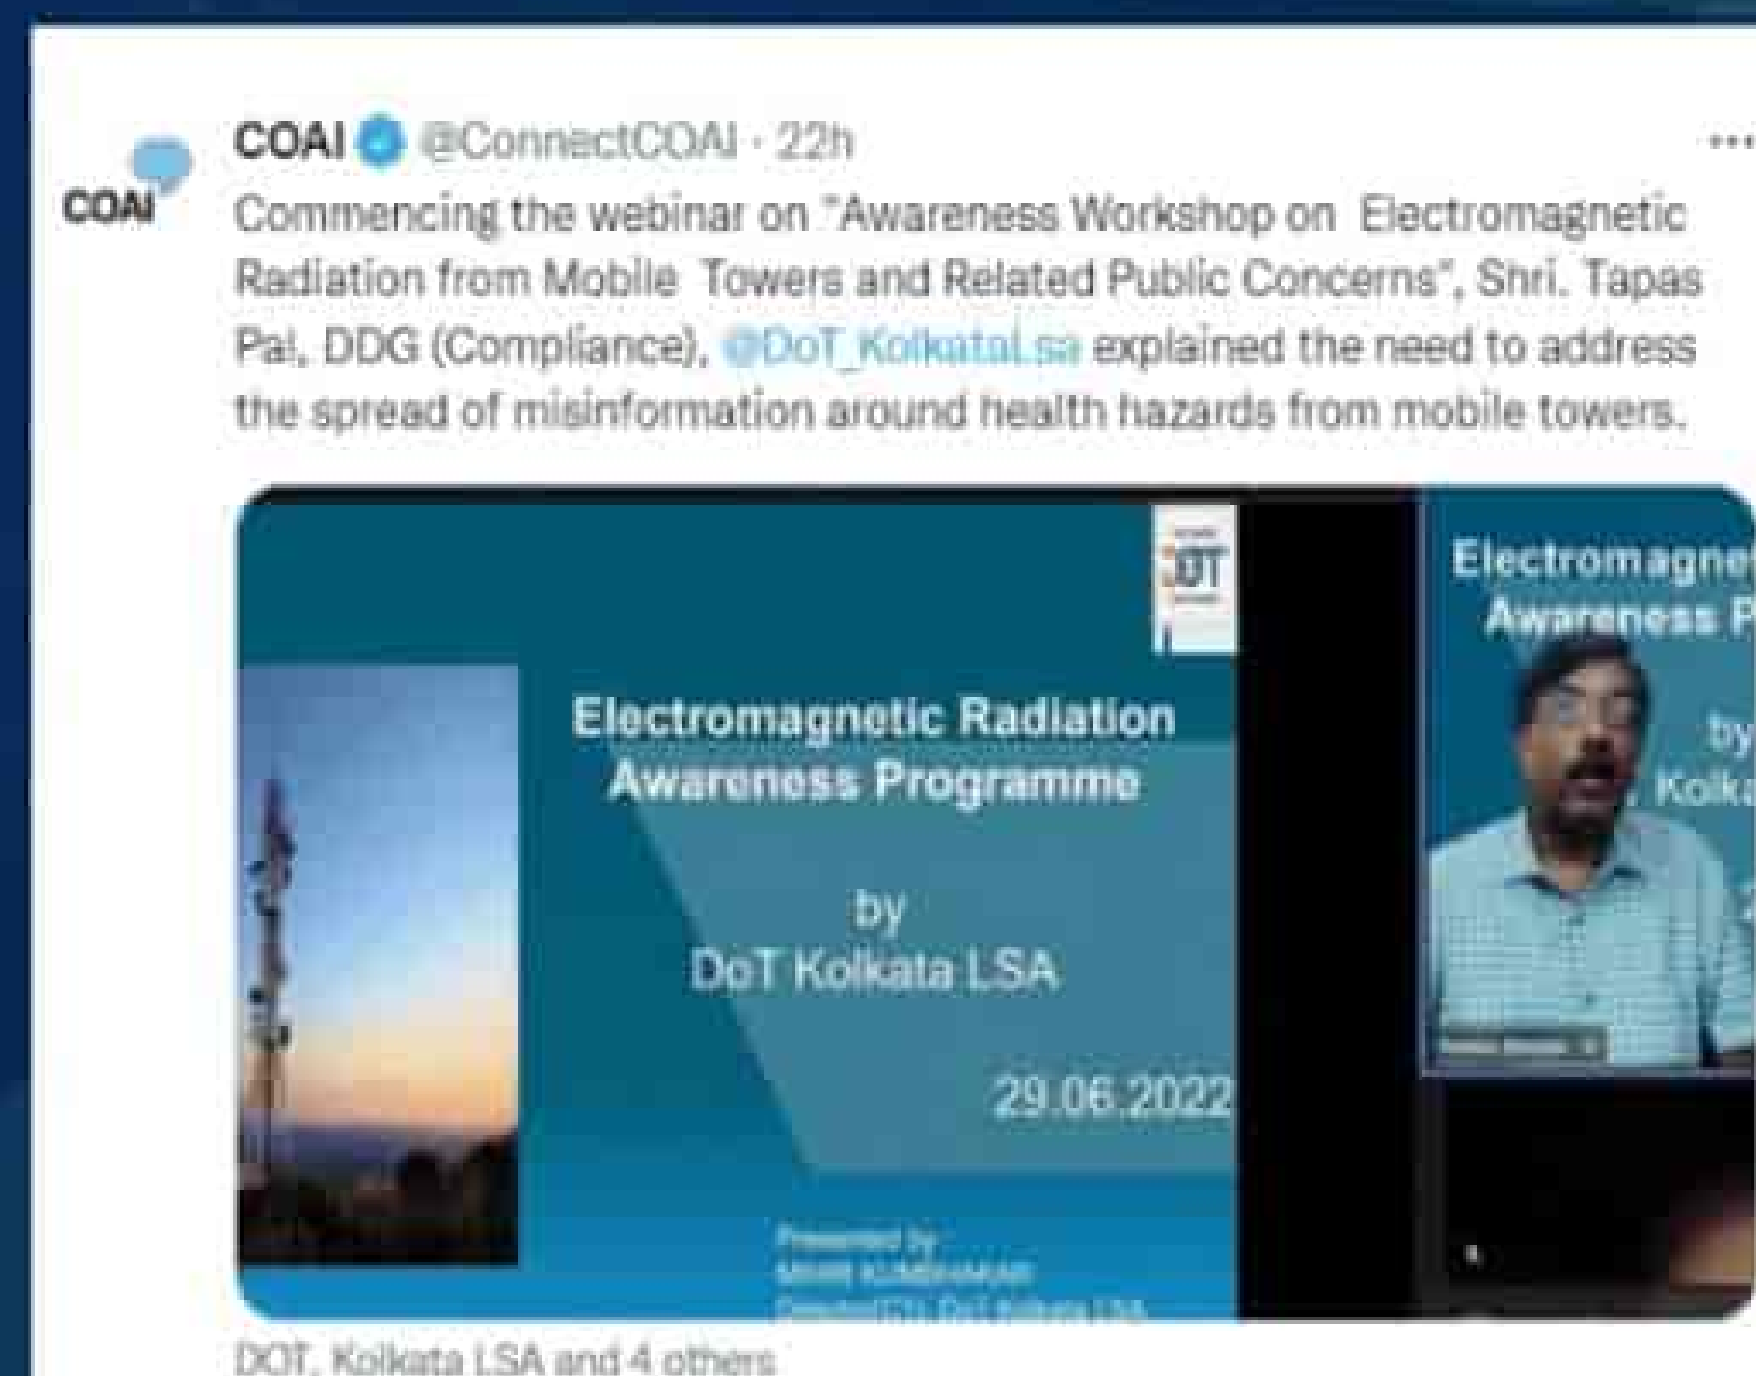 COAI @ConnectCOAI · 22h
COAI
Commencing the webinar on "Awareness Workshop on Electromagnetic
Radiation from Mobile Towers and Related Public Concerns", Shri. Tapas
Pal, DDG (Compliance), @DoT_KolkataLsa explained the need to address
the spread of misinformation around health hazards from mobile towers.
DOT
Electromagnetic Radiation
Awareness Programme
by
DoT Kolkata LSA
29.06.2022
Presented by
Electromagne
Awareness P
by
Kolka
DOT, Kolkata LSA and 4 others